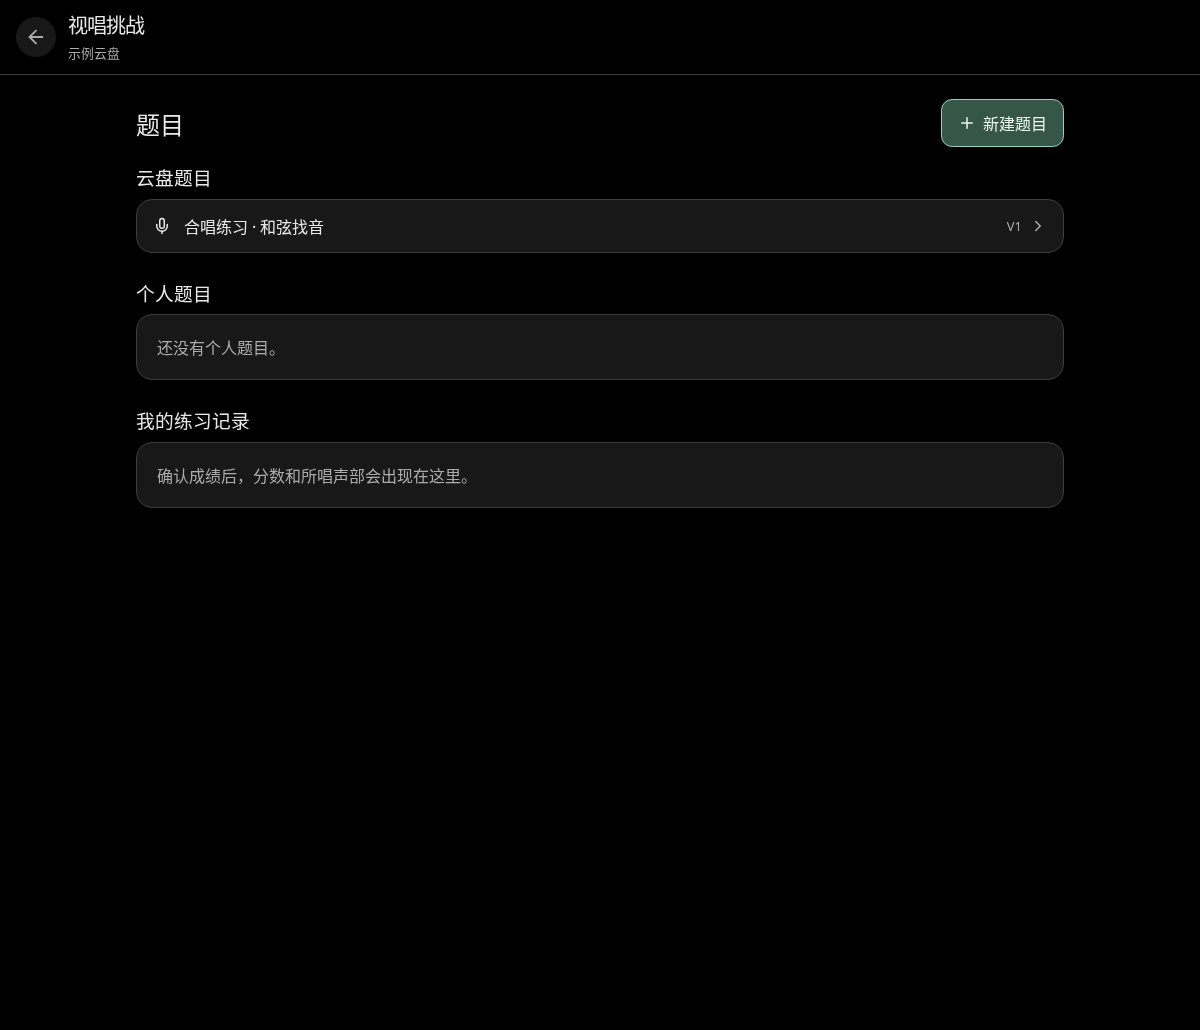 视唱挑战
示例云盘
题目
新建题目
云盘题目
合唱练习 · 和弦找音
V1
个人题目
还没有个人题目。
我的练习记录
确认成绩后，分数和所唱声部会出现在这里。